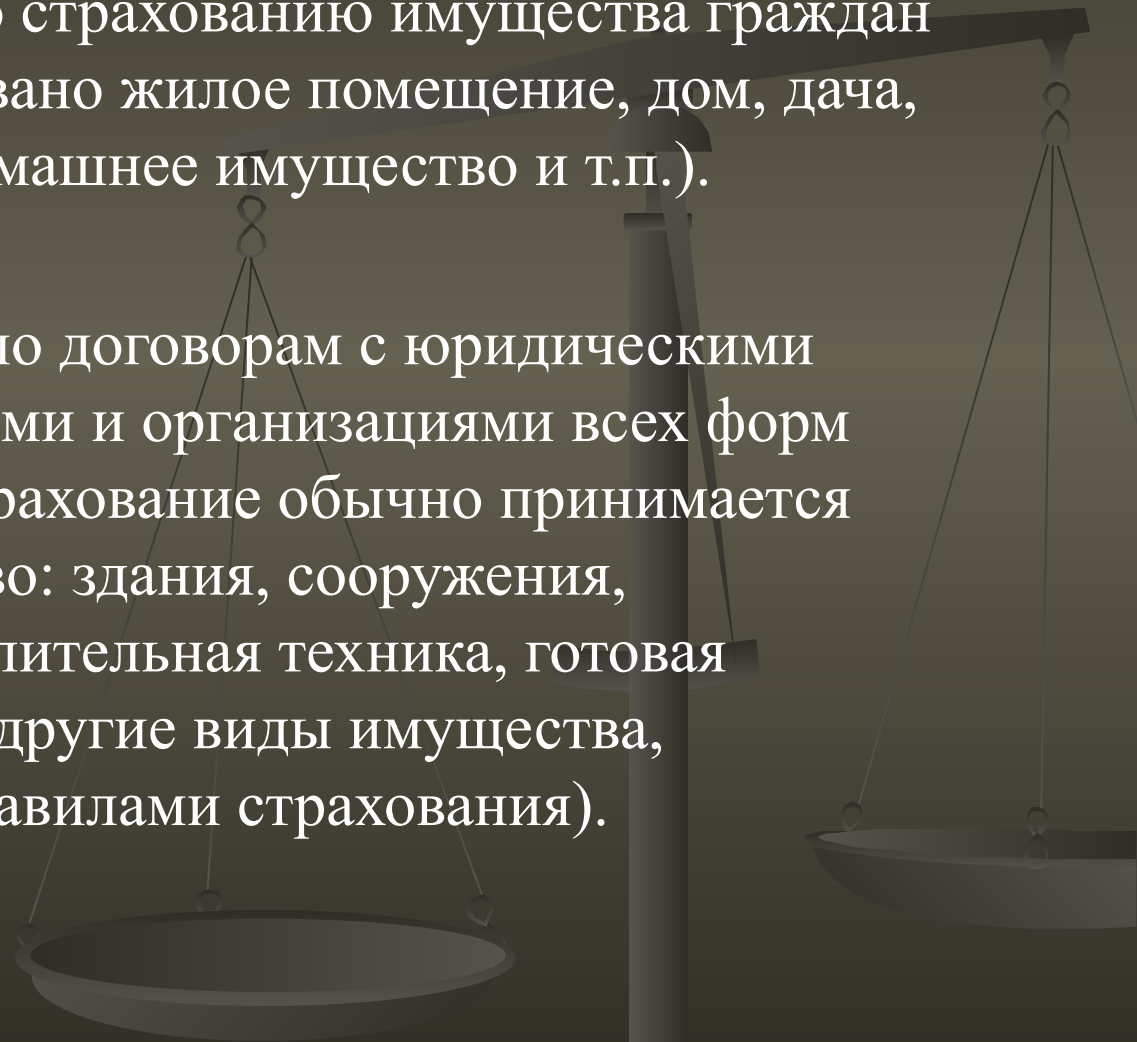 страхованию имущества граждан
вано жилое помещение, дом, дача,
машнее имущество и т.п.).
по договорам с юридическими
ми и организациями всех форм
рахование обычно принимается
во: здания, сооружения,
лительная техника, готовая
другие виды имущества,
авилами страхования).